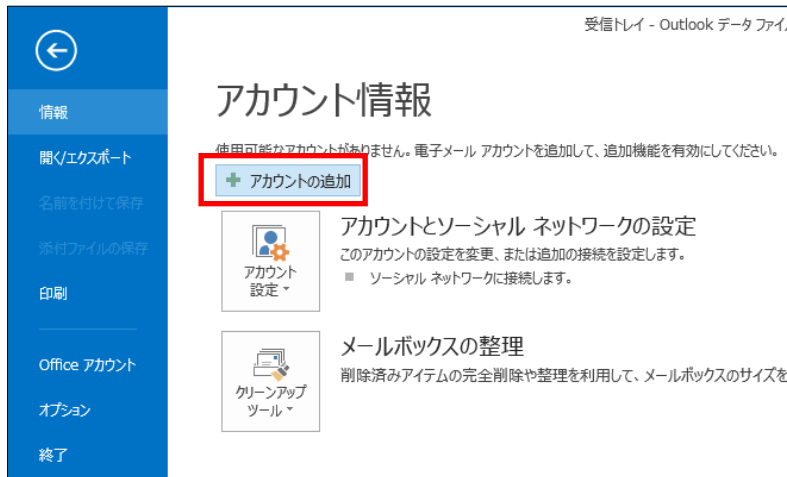 受信トレイ - Outlook データ ファイル
アカウント情報
情報
使用可能なアカウントがありません。電子メール アカウントを追加して、追加機能を有効にしてください。
開く/エクスポート
アカウントの追加
名前を付けて保存
添付ファイルの保存
アカウントとソーシャル ネットワークの設定
このアカウントの設定を変更、または追加の接続を設定します。
ソーシャル ネットワークに接続します。
アカウント
設定
印刷
メールボックスの整理
削除済みアイテムの完全削除や整理を利用して、メールボックスのサイズを
クリーンアップ
ツール
Office アカウント
オプション
終了